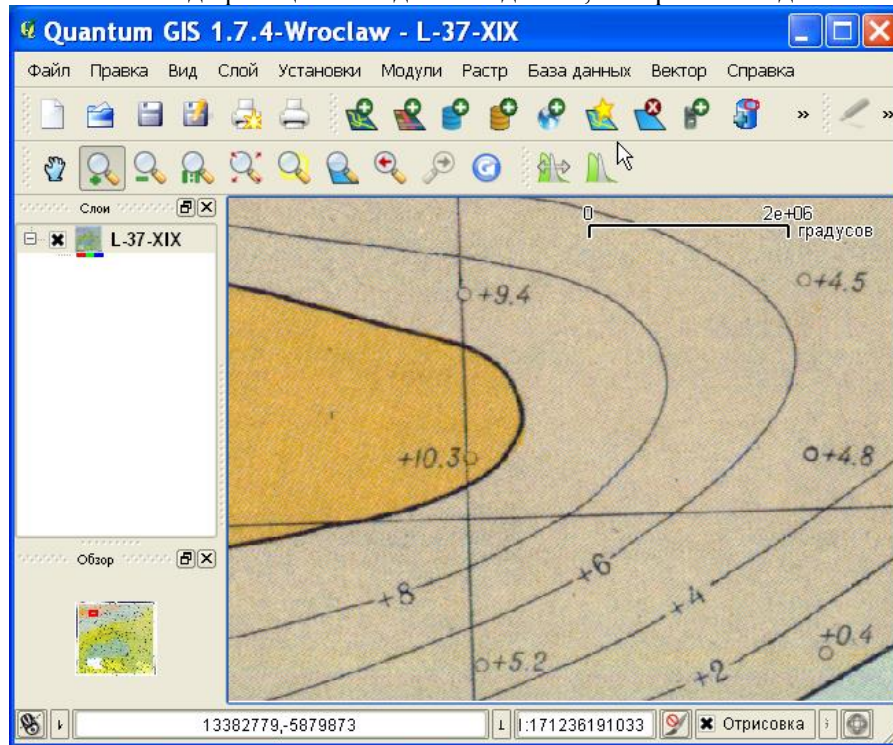 Quantum GIS 1.7.4-Wroclaw - L-37-XIX
Файл Правка Вид Слой Установки Модули Растр База данных Вектор Справка
Слои
L-37-XIX
0 2e+06
градусов
+9.4
+4.5
+10.3
+4.8
+8
+6
+4
+0.4
+5.2
+2
Обзор
13382779,-5879873
:171236191033
Отрисовка